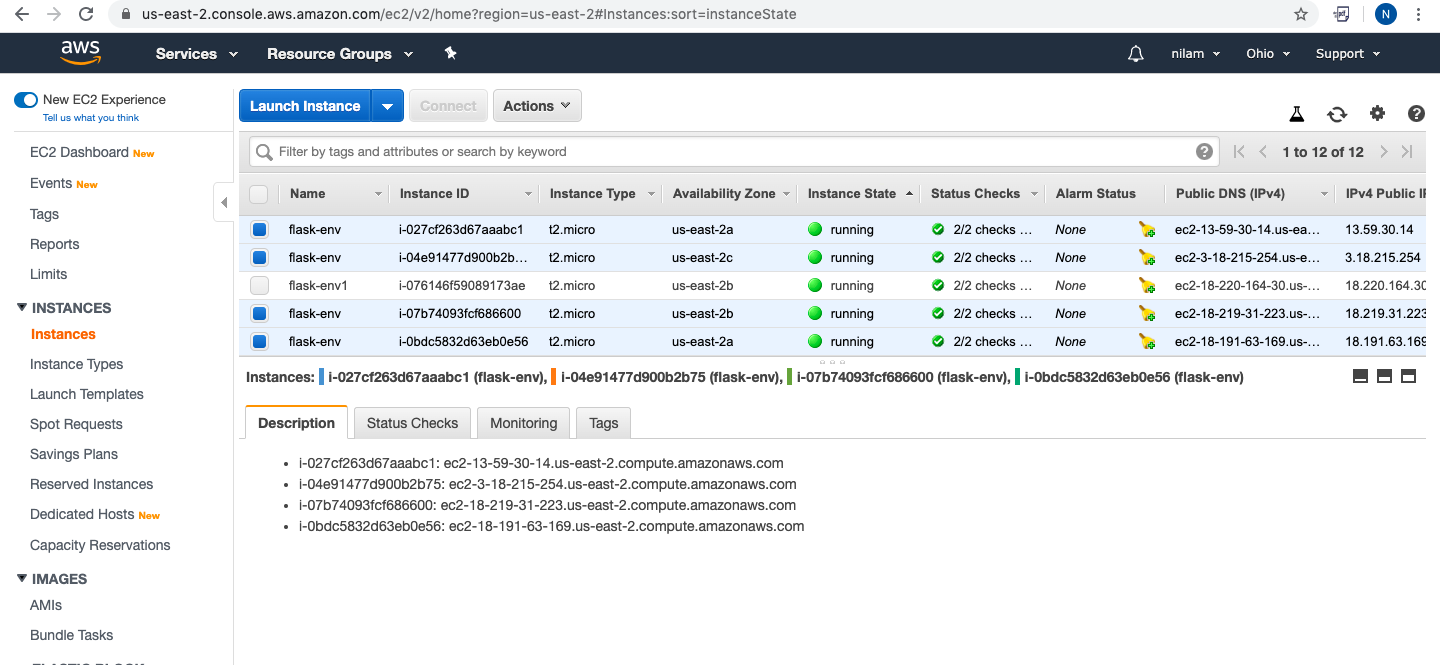 us-east-2.console.aws.amazon.com/ec2/v2/home?region=us-east-2#Instances:sort=instanceState
N
aws Services Resource Groups nilam Ohio Support
New EC2 Experience
Tell us what you think
EC2 Dashboard New
Events New
Tags
Reports
Limits
INSTANCES
Instances
Instance Types
Launch Templates
Spot Requests
Savings Plans
Reserved Instances
Dedicated Hosts New
Capacity Reservations
IMAGES
AMIs
Bundle Tasks
Launch Instance Connect Actions
Filter by tags and attributes or search by keyword 1 to 12 of 12
Name Instance ID Instance Type Availability Zone Instance State Status Checks Alarm Status Public DNS (IPv4) IPv4 Public
flask-env i-027cf263d67aaabc1 t2.micro us-east-2a running 2/2 checks ... None ec2-13-59-30-14.us-ea... 13.59.30.14
flask-env i-04e91477d900b2b... t2.micro us-east-2c running 2/2 checks ... None ec2-3-18-215-254.us-e... 3.18.215.254
flask-env1 i-076146f59089173ae t2.micro us-east-2b running 2/2 checks ... None ec2-18-220-164-30.us-... 18.220.164.30
flask-env i-07b74093fcf686600 t2.micro us-east-2b running 2/2 checks ... None ec2-18-219-31-223.us-... 18.219.31.223
flask-env i-0bdc5832d63eb0e56 t2.micro us-east-2a running 2/2 checks ... None ec2-18-191-63-169.us-... 18.191.63.169
Instances: i-027cf263d67aaabc1 (flask-env), i-04e91477d900b2b75 (flask-env), i-07b74093fcf686600 (flask-env), i-0bdc5832d63eb0e56 (flask-env)
Description Status Checks Monitoring Tags
i-027cf263d67aaabc1: ec2-13-59-30-14.us-east-2.compute.amazonaws.com
i-04e91477d900b2b75: ec2-3-18-215-254.us-east-2.compute.amazonaws.com
i-07b74093fcf686600: ec2-18-219-31-223.us-east-2.compute.amazonaws.com
i-0bdc5832d63eb0e56: ec2-18-191-63-169.us-east-2.compute.amazonaws.com